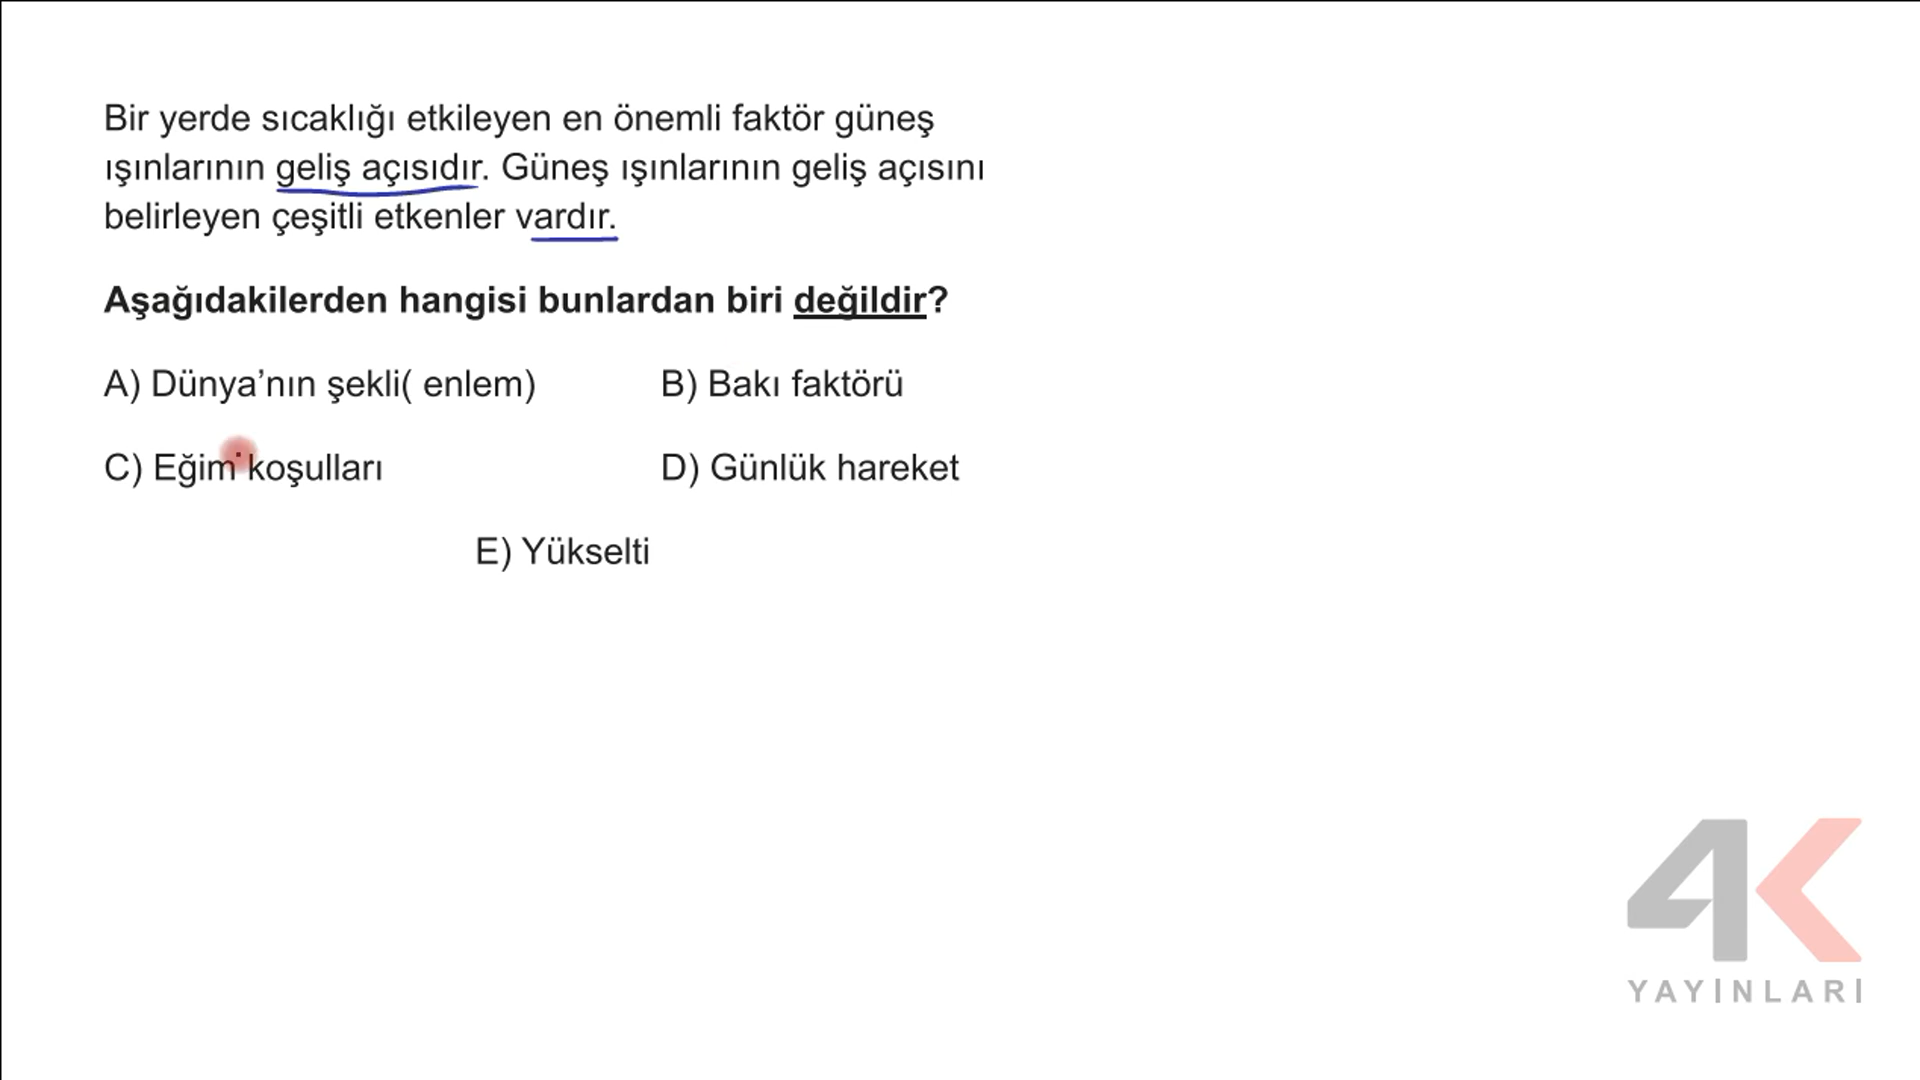 Bir yerde sıcaklığı etkileyen en önemli faktör güneş
ışınlarının geliş açısıdır. Güneş ışınlarının geliş açısını
belirleyen çeşitli etkenler vardır.
Aşağıdakilerden hangisi bunlardan biri değildir?
A) Dünya’nın şekli( enlem) B) Bakı faktörü
C) Eğim koşulları D) Günlük hareket
E) Yükselti
4K
YAYINLARI